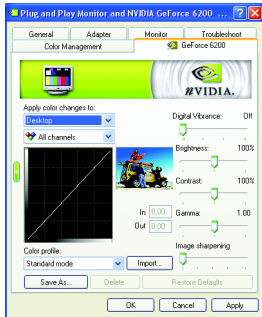 Plug and Play Monitor and NVIDIA GeForce 6200 ...
General Adapter Monitor Troubleshoot
Color Management GeForce 6200
nVIDIA.
Apply color changes to:
Desktop
All channels
Digital Vibrance: Off
Brightness: 100%
Contrast: 100%
In 0.00 Gamma: 1.00
Out 0.00
Color profile:
Image sharpening
Standard mode Import...
Save As... Delete Restore Defaults
OK Cancel Apply